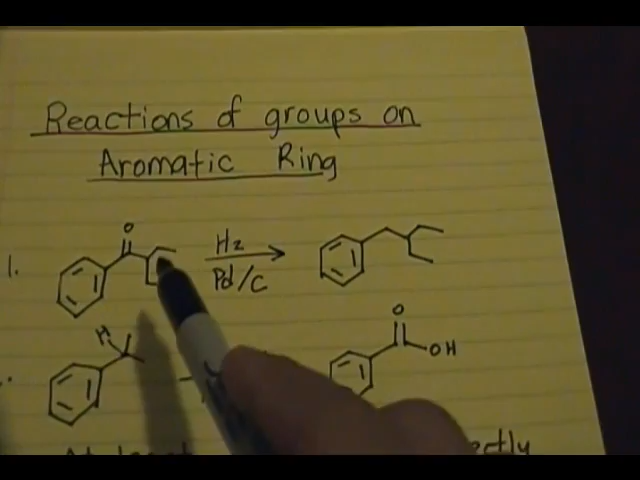 Reactions of groups on
Aromatic Ring
1.
O
H2
Pd/C
H
O
OH